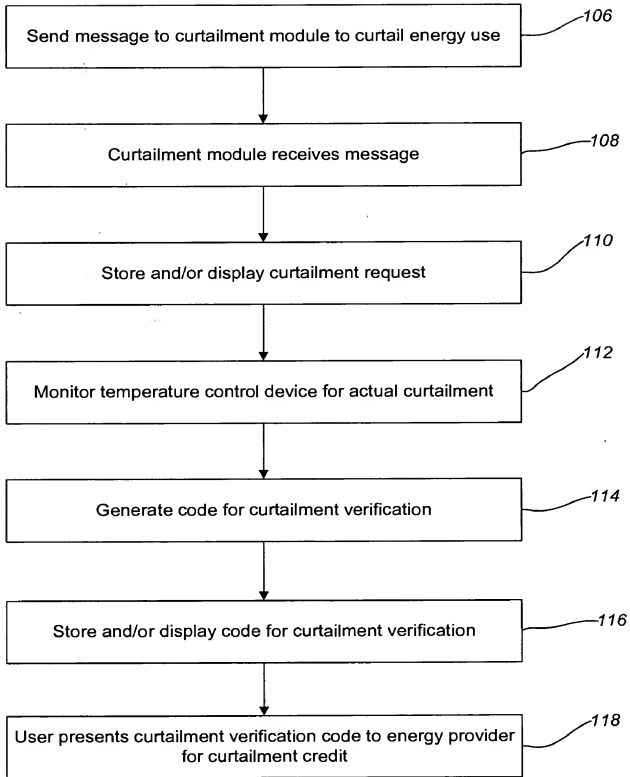 Send message to curtailment module to curtail energy use
106
Curtailment module receives message
108
Store and/or display curtailment request
110
Monitor temperature control device for actual curtailment
112
Generate code for curtailment verification
114
Store and/or display code for curtailment verification
116
User presents curtailment verification code to energy provider
for curtailment credit
118